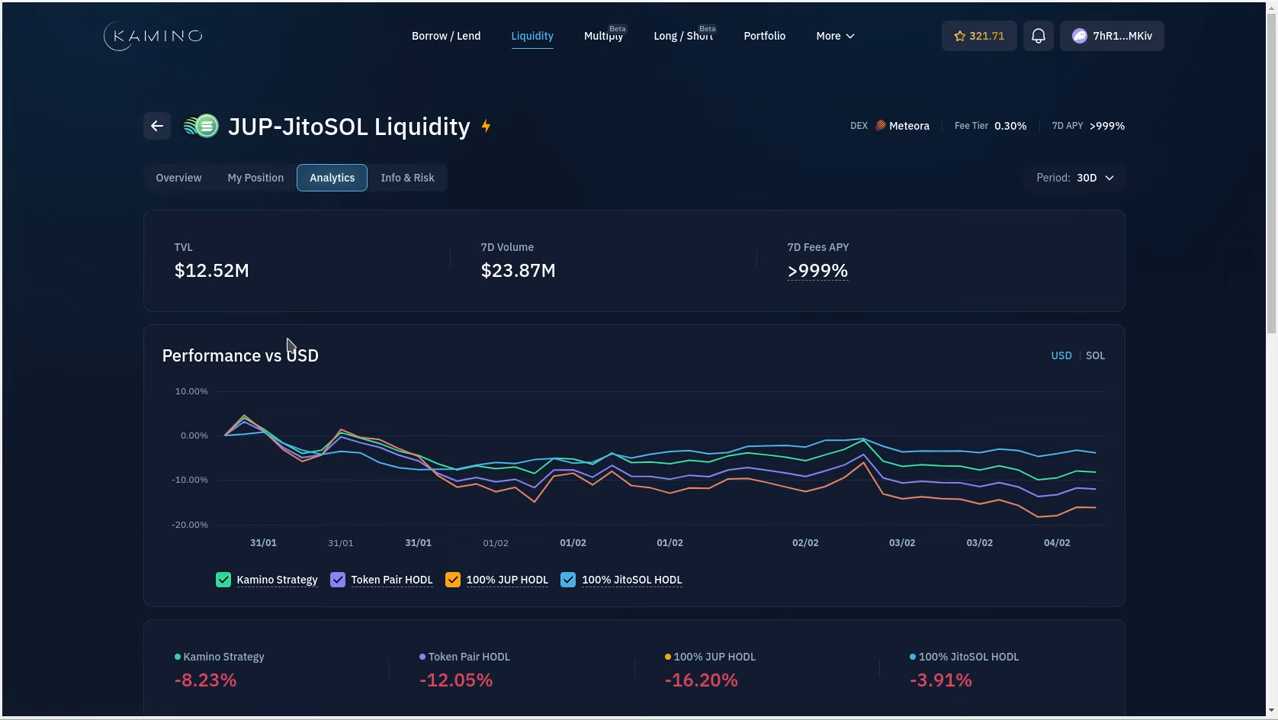 KAMINO
Borrow / Lend
Liquidity
Multiply Beta
Long / Short Beta
Portfolio
More
321.71
7hR1...MKiv
JUP-JitoSOL Liquidity
DEX Meteora
Fee Tier 0.30%
7D APY >999%
Overview
My Position
Analytics
Info & Risk
Period: 30D
TVL
$12.52M
7D Volume
$23.87M
7D Fees APY
>999%
Performance vs USD
USD
SOL
10.00%
0.00%
-10.00%
-20.00%
31/01 31/01 31/01 01/02 01/02 01/02 02/02 03/02 03/02 04/02
Kamino Strategy
Token Pair HODL
100% JUP HODL
100% JitoSOL HODL
Kamino Strategy
-8.23%
Token Pair HODL
-12.05%
100% JUP HODL
-16.20%
100% JitoSOL HODL
-3.91%